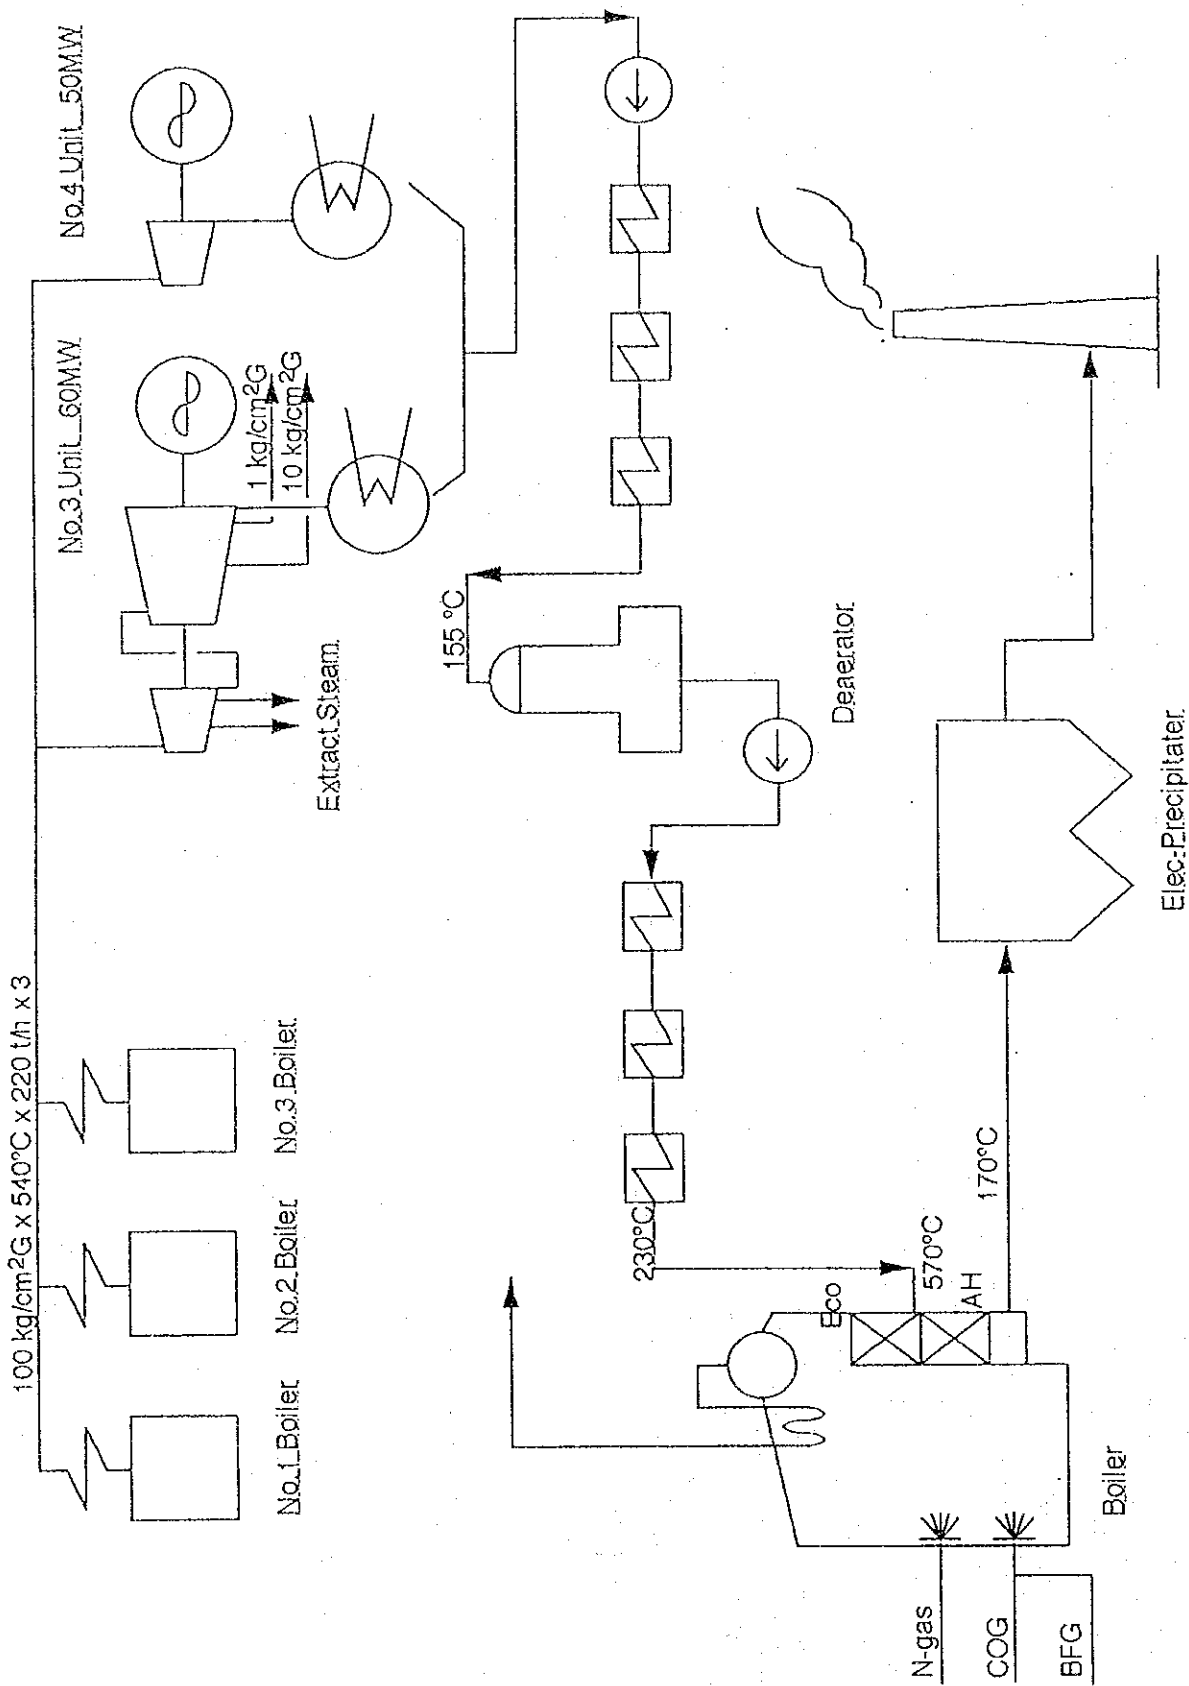 100 kg/cm²G x 540°C x 220 t/h x 3
No.1 Boiler
No.2 Boiler
No.3 Boiler
No.3 Unit 60MW
No.4 Unit 50MW
1 kg/cm²G
10 kg/cm²G
Extract Steam
155 °C
Deaerator
230°C
Eco
570°C
AH
170°C
N-gas
COG
BFG
Boiler
Elec-Precipitater